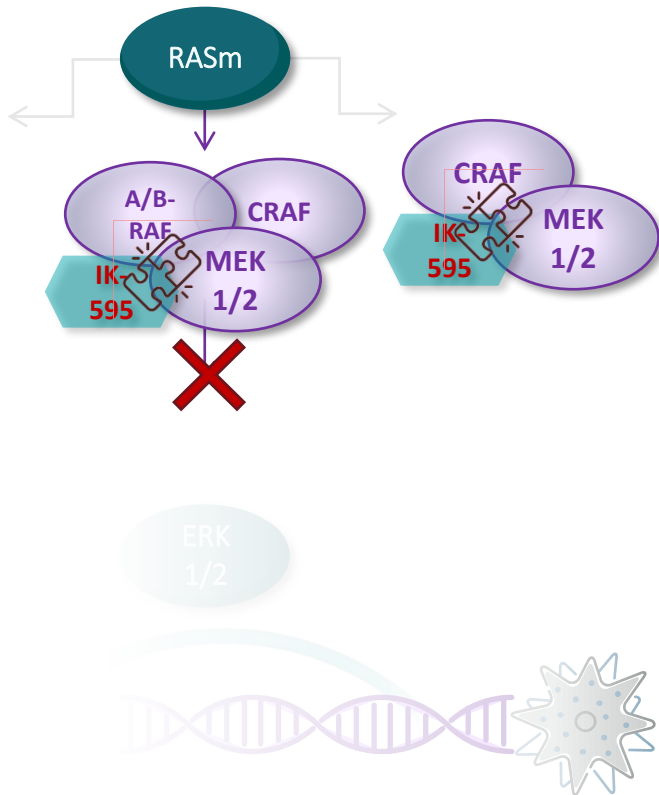 RASm
A/B-
RAF
CRAF
IK-
595
MEK
1/2
CRAF
IK-
595
MEK
1/2
ERK
1/2